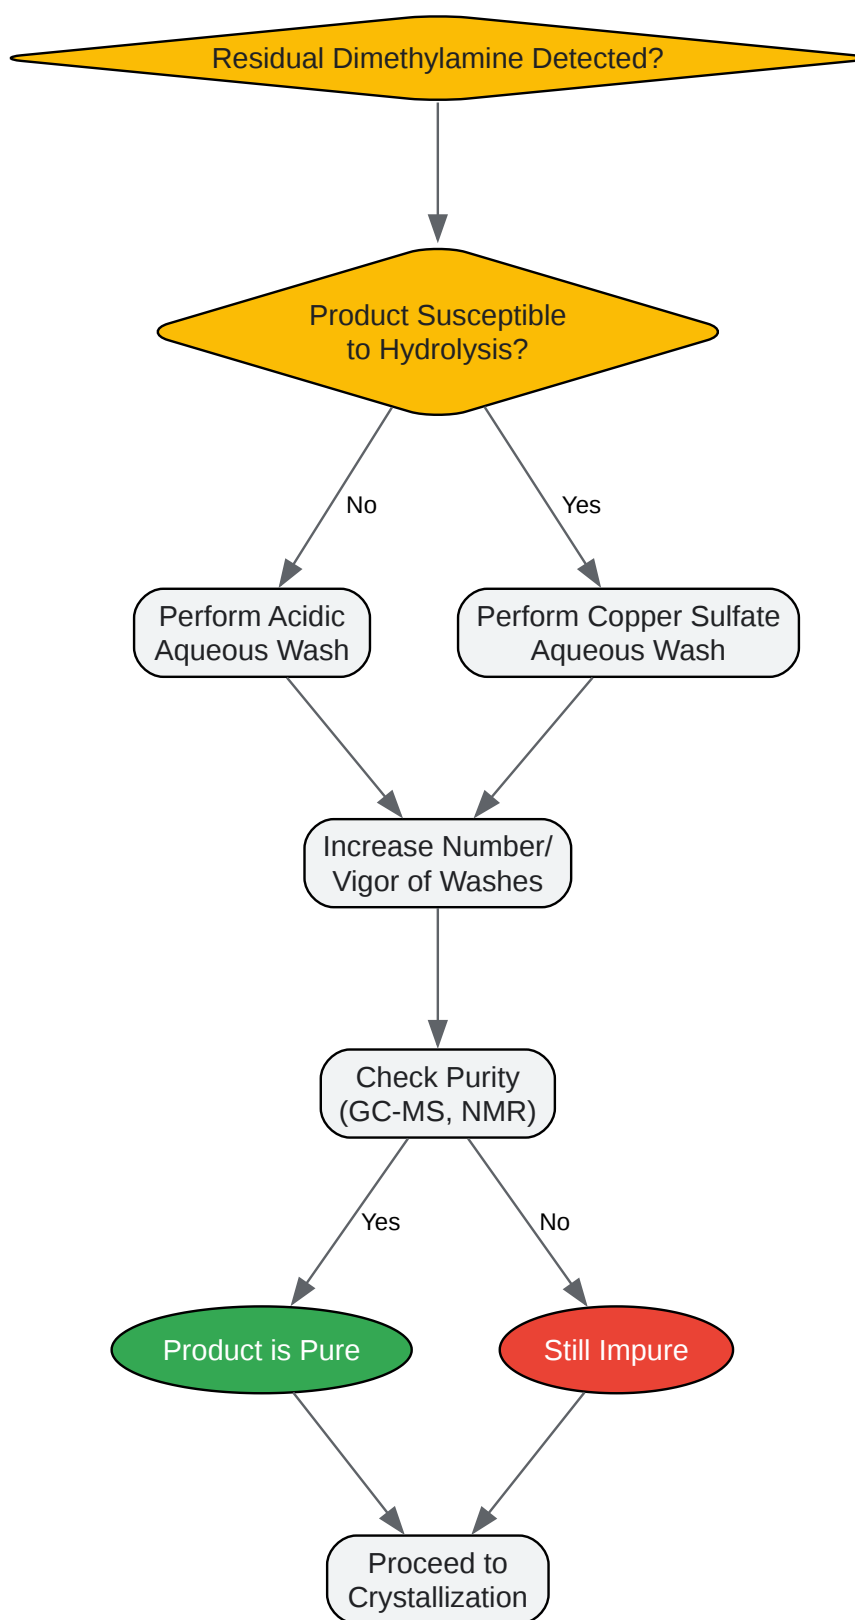 Residual Dimethylamine Detected?
Product Susceptible
to Hydrolysis?
No
Yes
Perform Acidic
Aqueous Wash
Perform Copper Sulfate
Aqueous Wash
Increase Number/
Vigor of Washes
Check Purity
(GC-MS, NMR)
Yes
No
Product is Pure
Still Impure
Proceed to
Crystallization